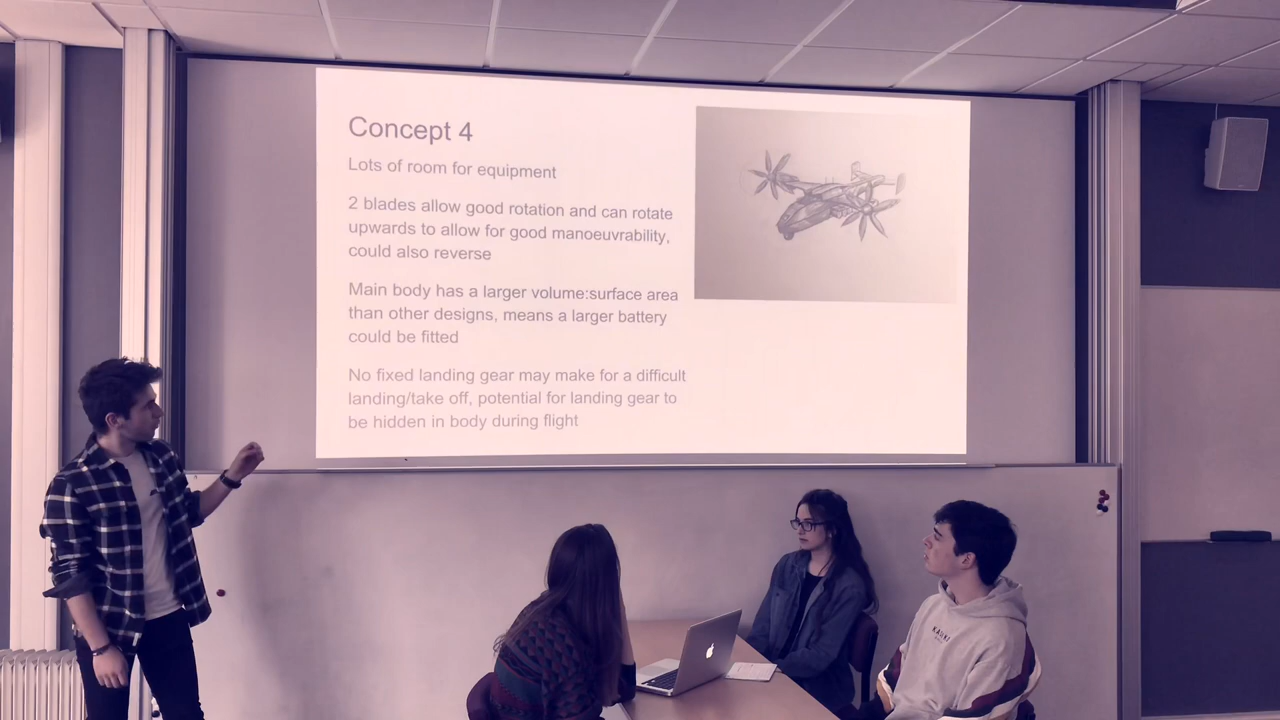 Concept 4
Lots of room for equipment
2 blades allow good rotation and can rotate
upwards to allow for good manoeuvrability,
could also reverse
Main body has a larger volume:surface area
than other designs, means a larger battery
could be fitted
No fixed landing gear may make for a difficult
landing/take off, potential for landing gear to
be hidden in body during flight